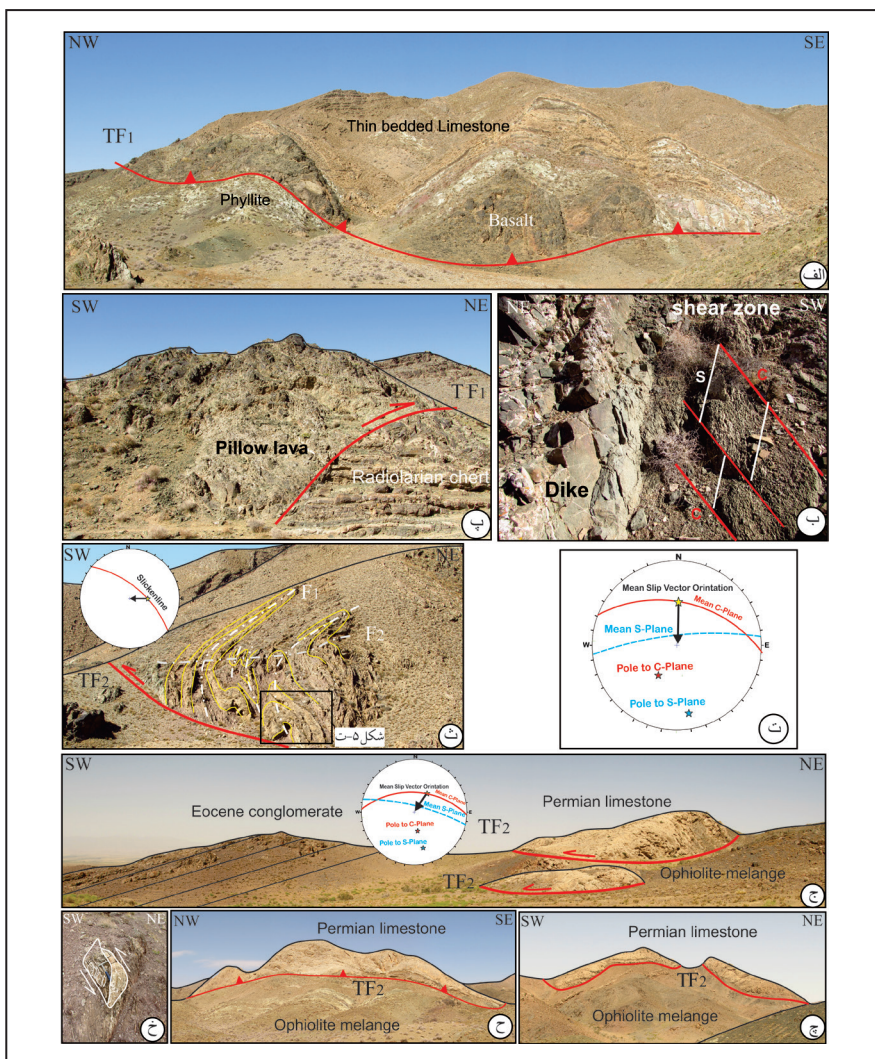 NW SE
TF1
Thin bedded Limestone
Phyllite
Basalt
الف
SW NE
TF1
Pillow lava
Radiolarian chert
پ
NE shear zone SW
S C
Dike
C
ب
SW NE
Slickenline
F1
F2
TF2
شکل ۵-ت
ث
N
Mean Slip Vector Orintation
Mean C-Plane
Mean S-Plane
W E
Pole to C-Plane
Pole to S-Plane
ت
SW NE
N
Mean Slip Vector Orintation
Mean C-Plane
Mean S-Plane
W E
Polo to C-Plane
Pole to S-Plane
Eocene conglomerate
TF2
Permian limestone
TF2
Ophiolite melange
ج
SW NE
خ
NW SE
Permian limestone
TF2
Ophiolite melange
ح
SW NE
Permian limestone
TF2
Ophiolite melange
چ